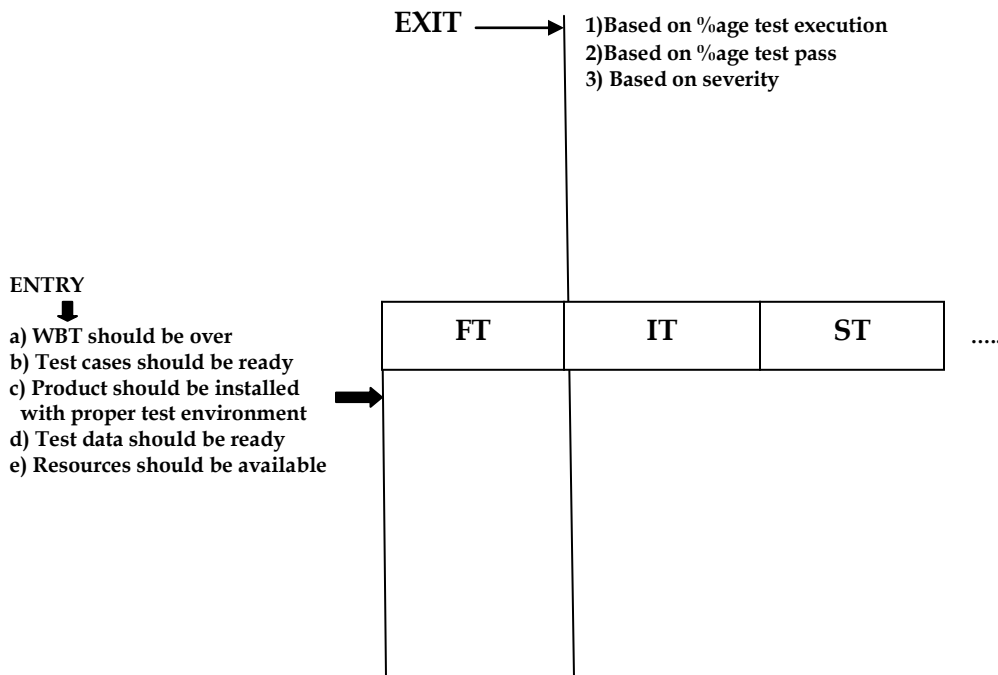 EXIT
1)Based on %age test execution
2)Based on %age test pass
3) Based on severity
ENTRY
a) WBT should be over
b) Test cases should be ready
c) Product should be installed
with proper test environment
d) Test data should be ready
e) Resources should be available
FT IT ST .....